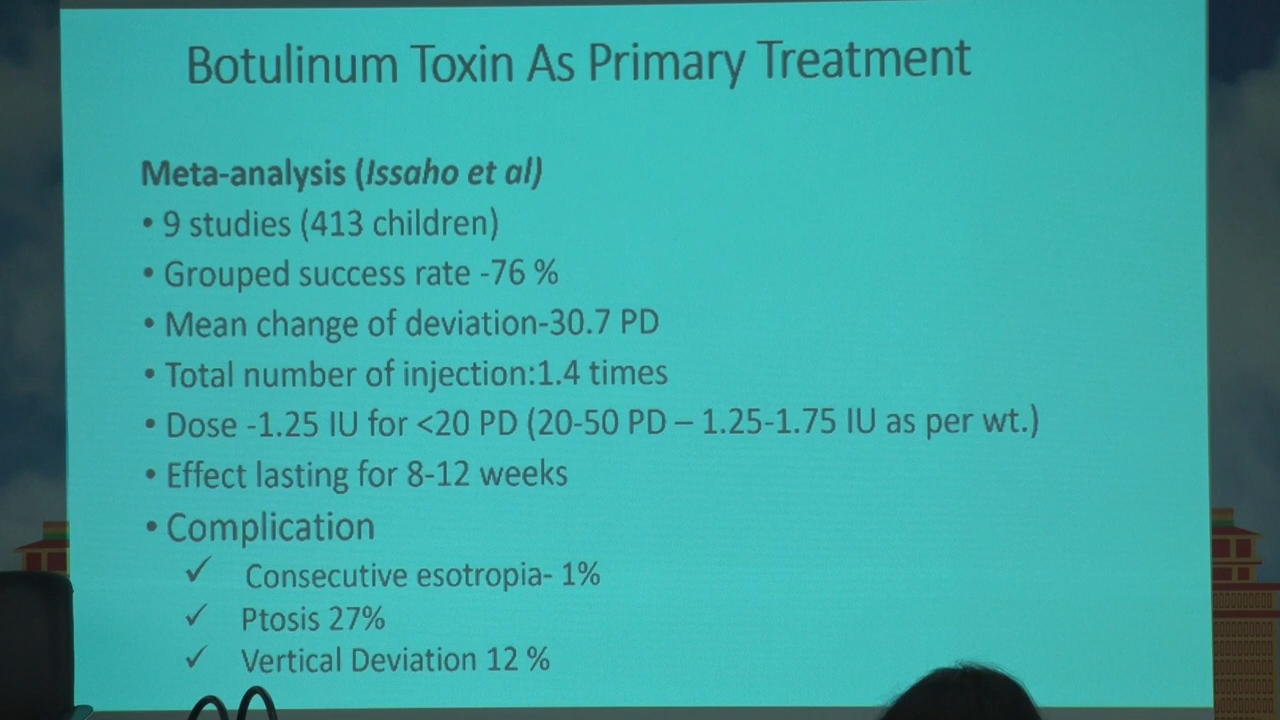 Botulinum Toxin As Primary Treatment
Meta-analysis (Issaho et al)
• 9 studies (413 children)
• Grouped success rate -76 %
• Mean change of deviation-30.7 PD
• Total number of injection:1.4 times
• Dose -1.25 IU for <20 PD (20-50 PD – 1.25-1.75 IU as per wt.)
• Effect lasting for 8-12 weeks
• Complication
✓ Consecutive esotropia- 1%
✓ Ptosis 27%
✓ Vertical Deviation 12 %